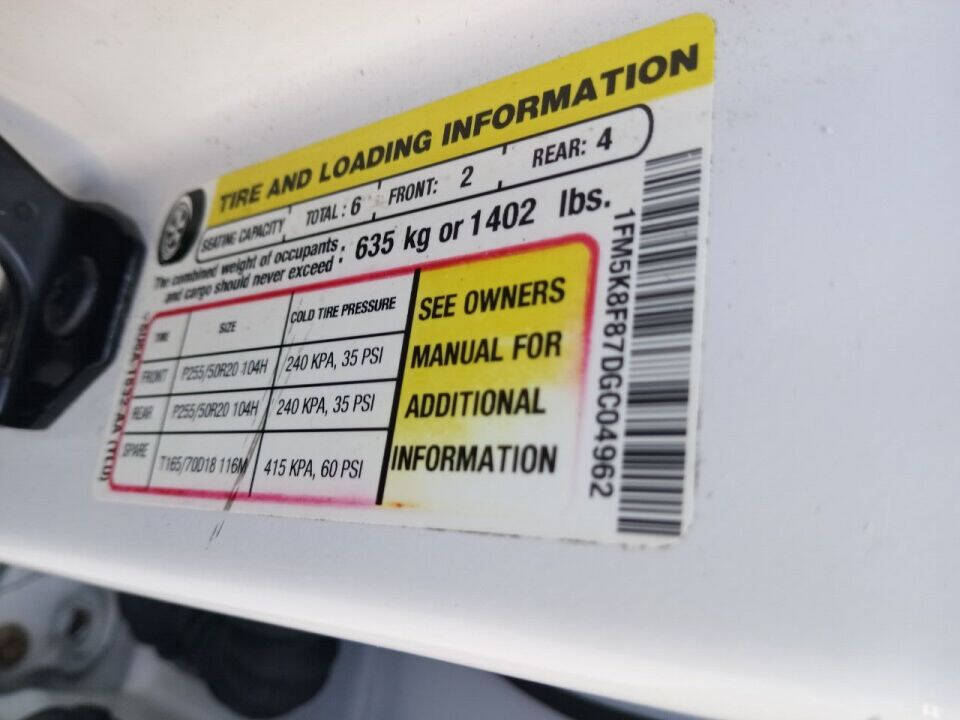 TIRE AND LOADING INFORMATION
SEATING CAPACITY TOTAL: 6 FRONT: 2 REAR: 4
The combined weight of occupants and cargo should never exceed: 635 kg or 1402 lbs.
TIRE SIZE COLD TIRE PRESSURE
FRONT P255/50R20 104H 240 KPA, 35 PSI
REAR P255/50R20 104H 240 KPA, 35 PSI
SPARE T165/70D18 116M 415 KPA, 60 PSI
SEE OWNERS
MANUAL FOR
ADDITIONAL
INFORMATION
1FM5K8F87DGC04962